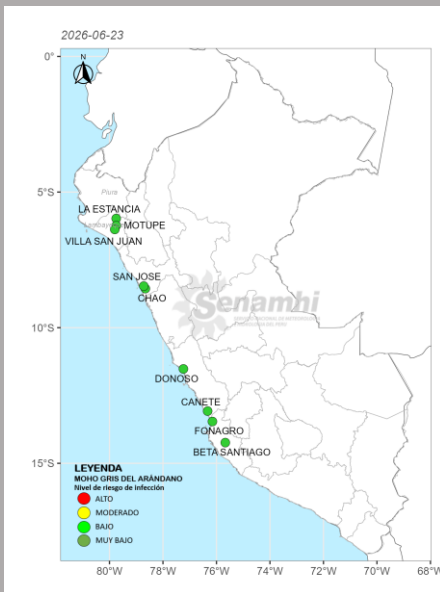 2026-06-23
N
0°
Piura
LA ESTANCIA
5°S
MOTUPE
VILLA SAN JUAN
SAN JOSE
CHAO
Senamhi
10°S
DONOSO
CANETE
FONAGRO
BETA SANTIAGO
15°S
LEYENDA
MOHO GRIS DEL ARÁNDANO
Nivel de riesgo de infección
ALTO
MODERADO
BAJO
MUY BAJO
80°W 78°W 76°W 74°W 72°W 70°W 68°W